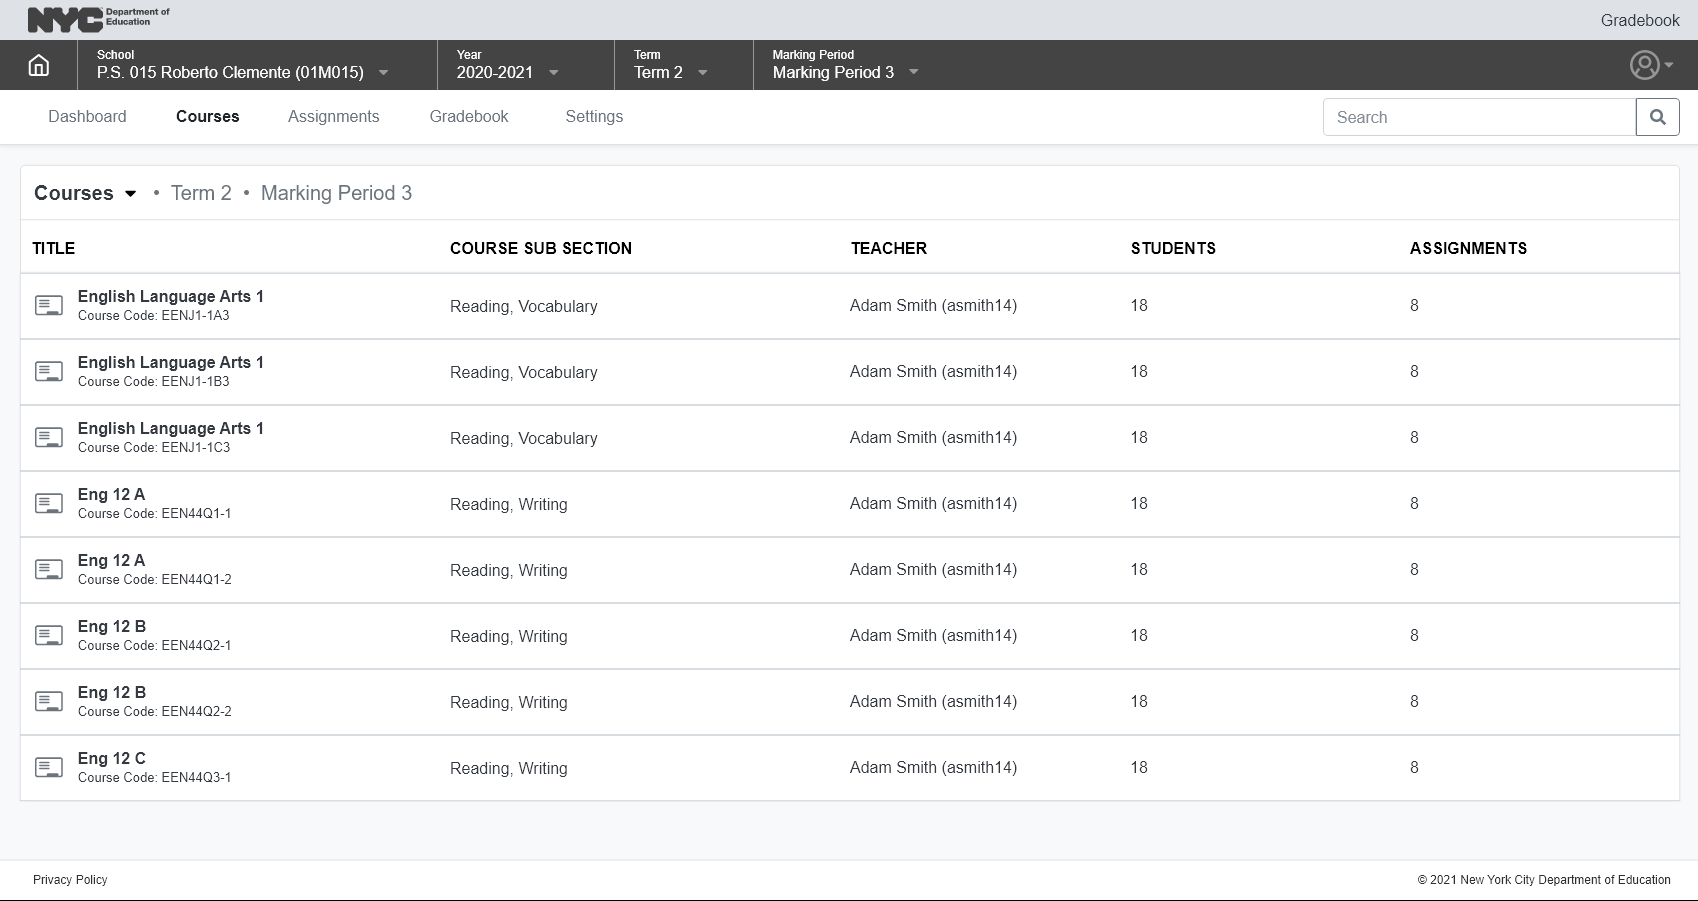 NYC Department of
Education
Gradebook
School
P.S. 015 Roberto Clemente (01M015)
Year
2020-2021
Term
Term 2
Marking Period
Marking Period 3
Dashboard
Courses
Assignments
Gradebook
Settings
Search
Courses • Term 2 • Marking Period 3
TITLE COURSE SUB SECTION TEACHER STUDENTS ASSIGNMENTS
English Language Arts 1
Course Code: EENJ1-1A3
Reading, Vocabulary Adam Smith (asmith14) 18 8
English Language Arts 1
Course Code: EENJ1-1B3
Reading, Vocabulary Adam Smith (asmith14) 18 8
English Language Arts 1
Course Code: EENJ1-1C3
Reading, Vocabulary Adam Smith (asmith14) 18 8
Eng 12 A
Course Code: EEN44Q1-1
Reading, Writing Adam Smith (asmith14) 18 8
Eng 12 A
Course Code: EEN44Q1-2
Reading, Writing Adam Smith (asmith14) 18 8
Eng 12 B
Course Code: EEN44Q2-1
Reading, Writing Adam Smith (asmith14) 18 8
Eng 12 B
Course Code: EEN44Q2-2
Reading, Writing Adam Smith (asmith14) 18 8
Eng 12 C
Course Code: EEN44Q3-1
Reading, Writing Adam Smith (asmith14) 18 8
Privacy Policy
© 2021 New York City Department of Education